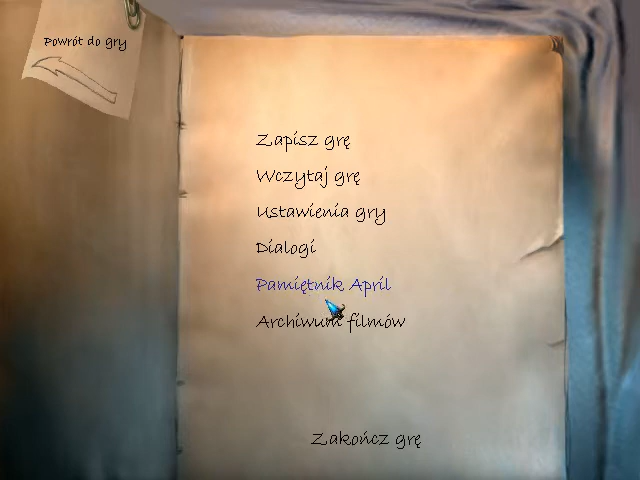 Powrót do gry
Zapisz grę
Wczytaj grę
Ustawienia gry
Dialogi
Pamiętnik April
Archiwum filmów
Zakończ grę